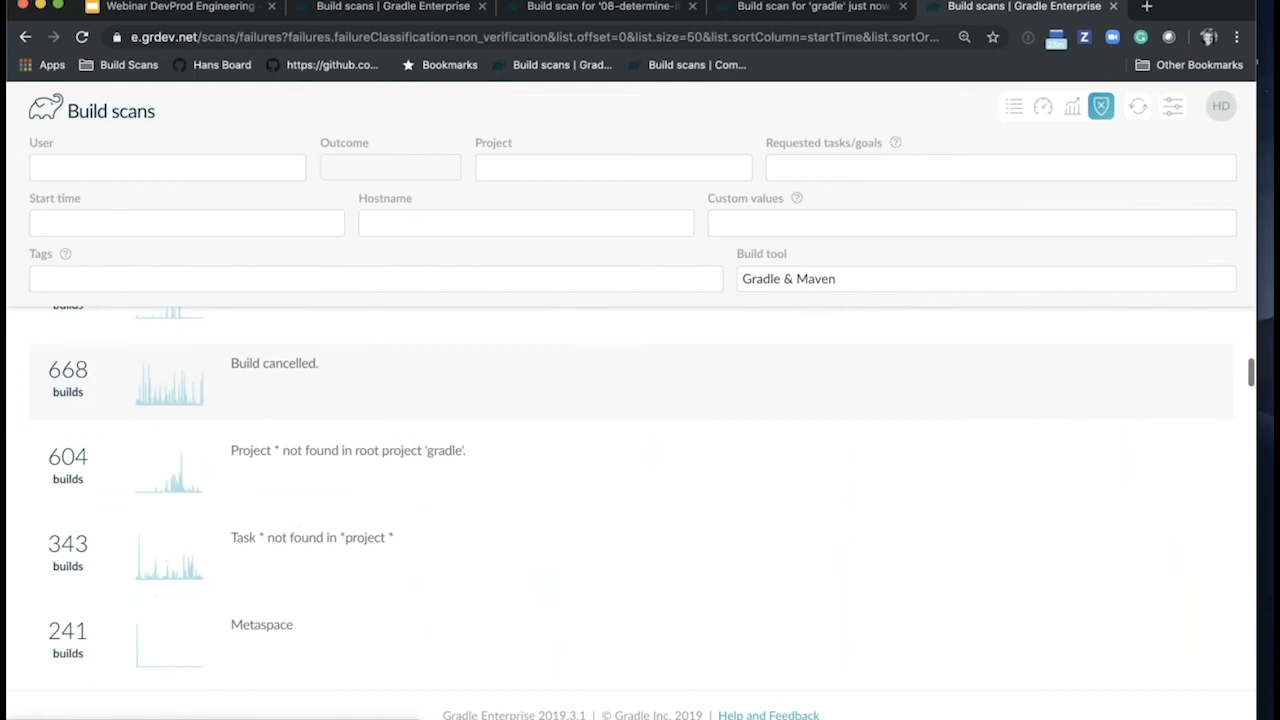 Webinar DevProd Engineering
Build scans | Gradle Enterprise
Build scan for '08-determine-i
Build scan for 'gradle' just now
Build scans | Gradle Enterprise
e.grdev.net/scans/failures?failures.failureClassification=non_verification&list.offset=0&list.size=50&list.sortColumn=startTime&list.sortOr...
23m
Z
Apps
Build Scans
Hans Board
https://github.co...
Bookmarks
Build scans | Grad...
Build scans | Com...
Other Bookmarks
Build scans
HD
User
Outcome
Project
Requested tasks/goals
Start time
Hostname
Custom values
Tags
Build tool
Gradle & Maven
builds
668
builds
Build cancelled.
604
builds
Project * not found in root project 'gradle'.
343
builds
Task * not found in *project *
241
builds
Metaspace
Gradle Enterprise 2019.3.1 | © Gradle Inc. 2019 | Help and Feedback